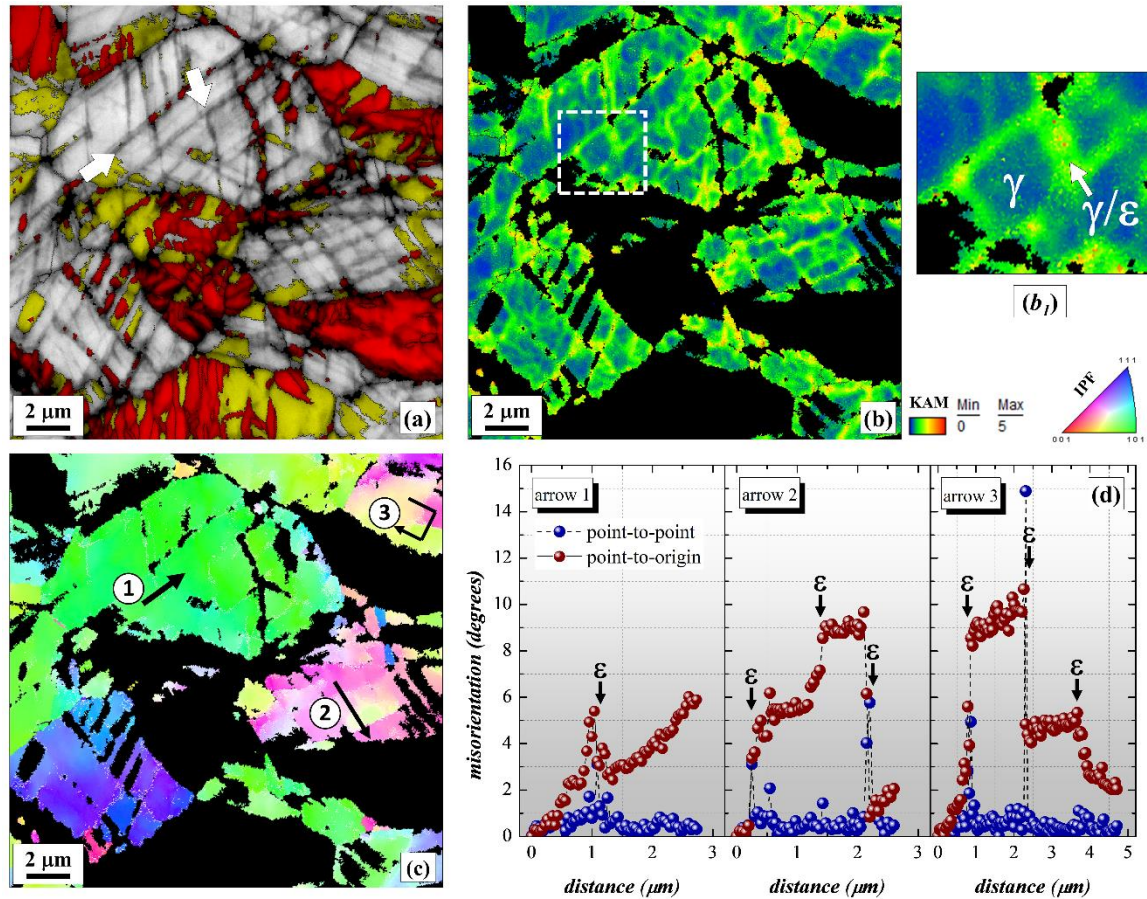 2 μm
(a)
2 μm
(b)
γ
γ/ε
(b1)
KAM
Min
Max
0
5
IPF
111
001
101
1
2
3
2 μm
(c)
(d)
arrow 1
arrow 2
arrow 3
point-to-point
point-to-origin
ε
ε
ε
ε
ε
ε
ε
misorientation (degrees)
16
14
12
10
8
6
4
2
0
0 1 2 3
0 1 2 3
0 1 2 3 4 5
distance (μm)
distance (μm)
distance (μm)